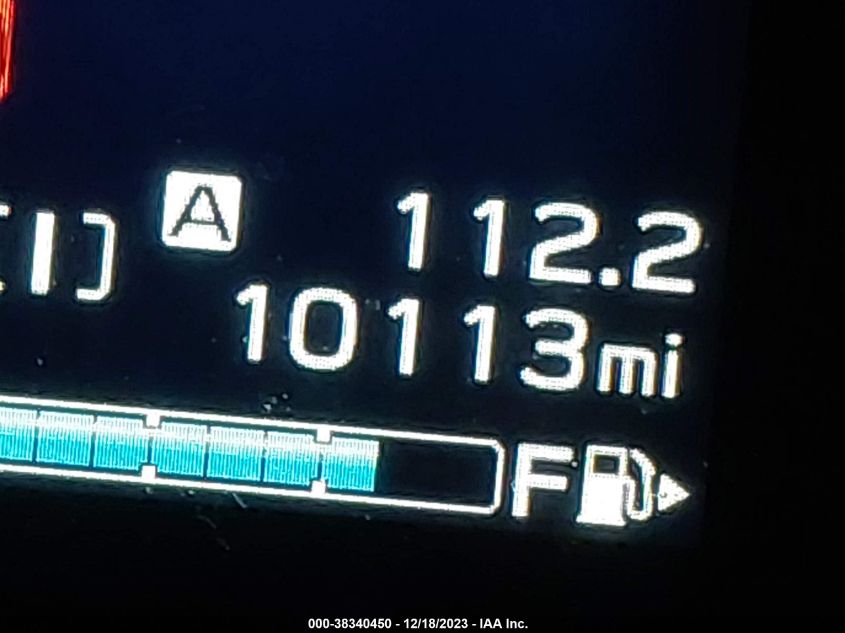 [I]
A 112.2
10113mi
F
000-38340450 - 12/18/2023 - IAA Inc.